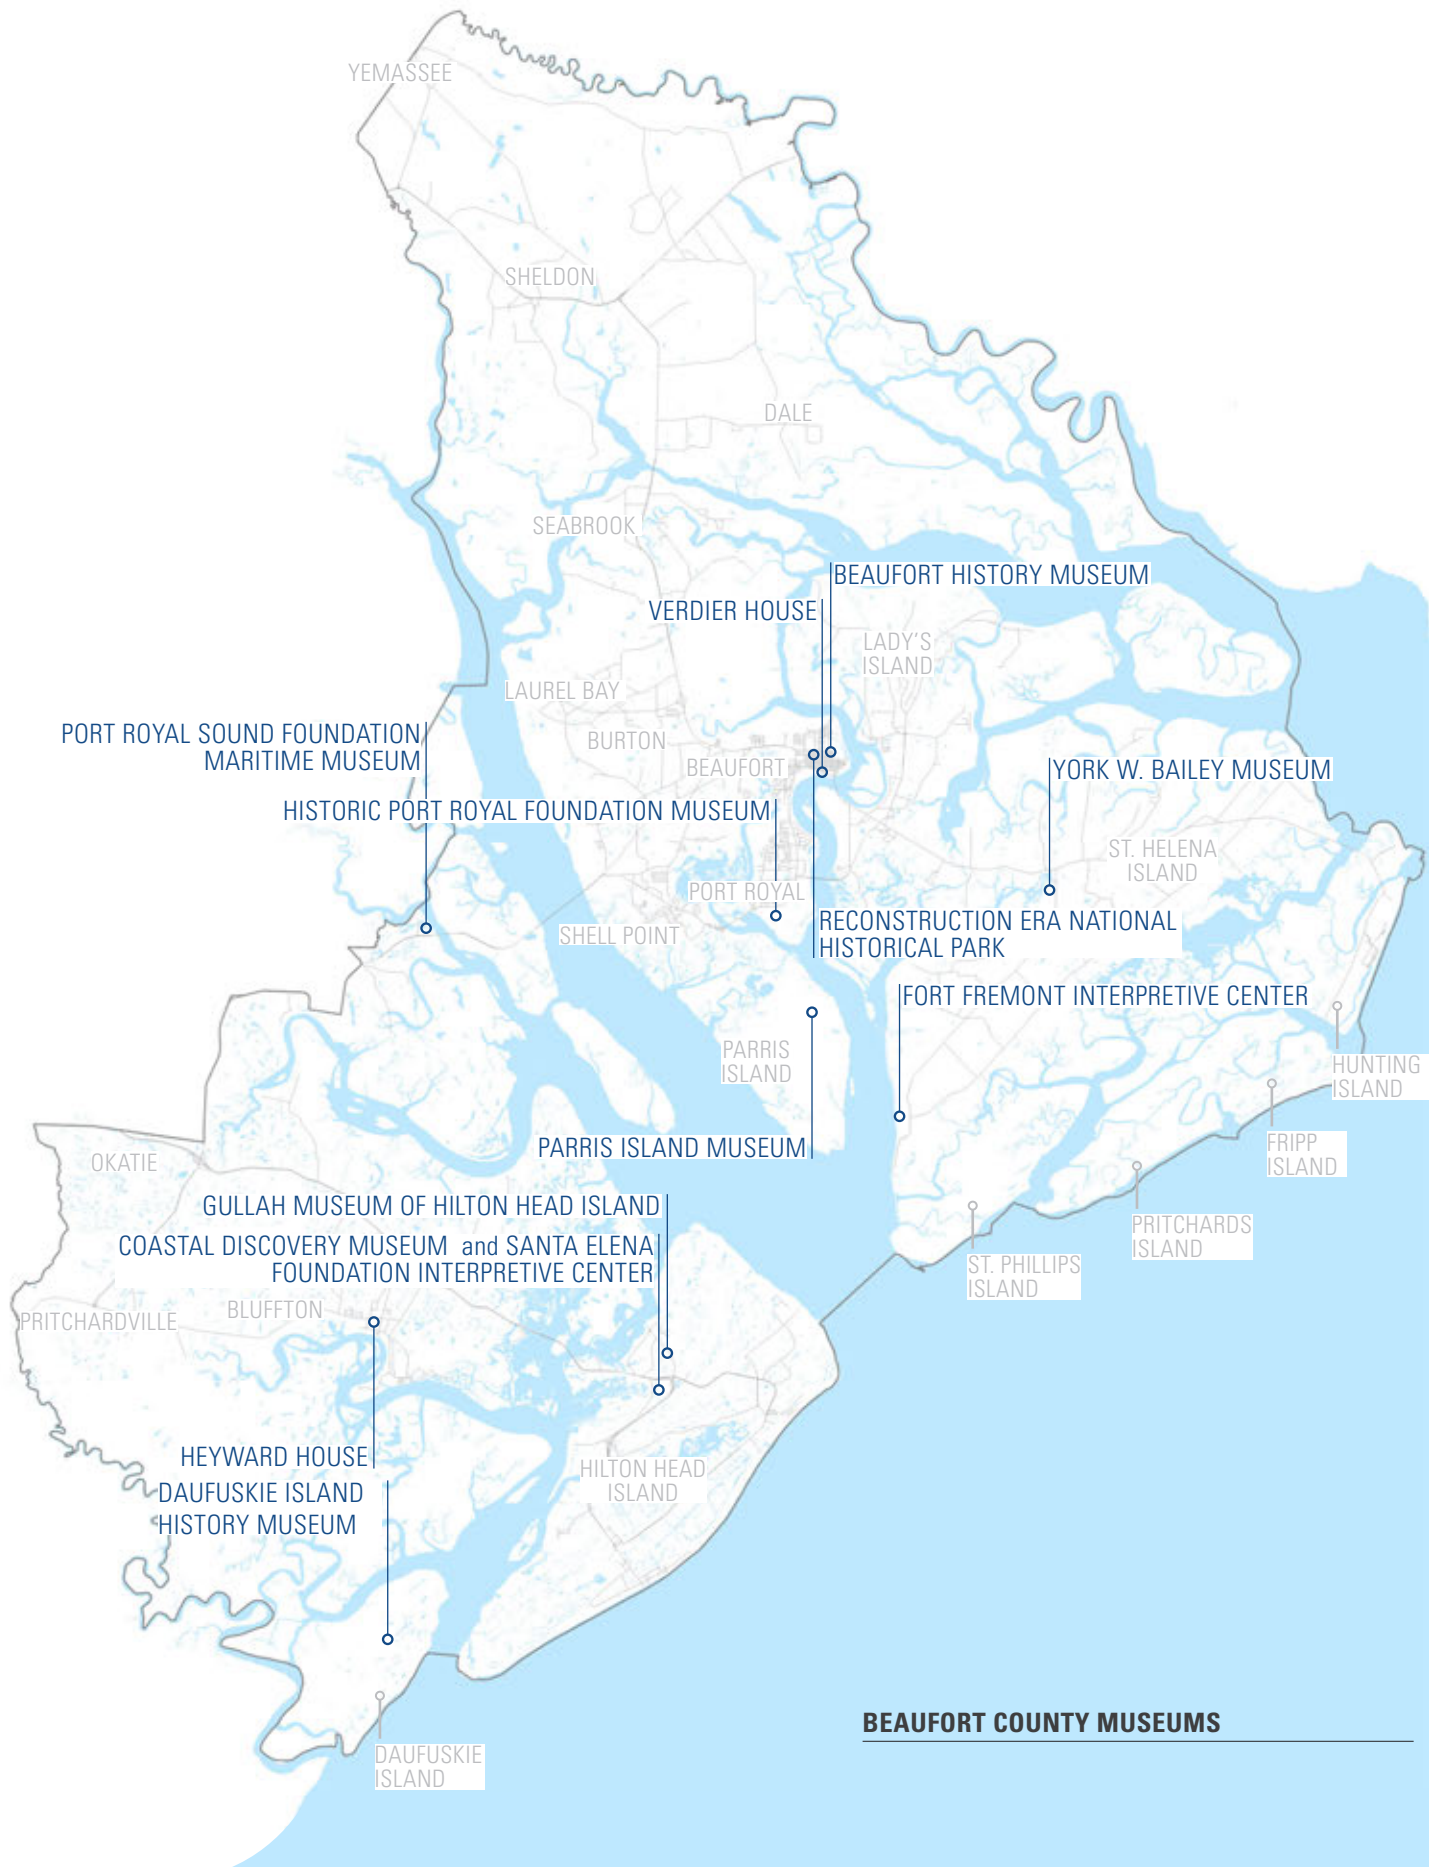 YEMASSEE
SHELDON
DALE
SEABROOK
BEAUFORT HISTORY MUSEUM
VERDIER HOUSE
LADY'S
ISLAND
LAUREL BAY
PORT ROYAL SOUND FOUNDATION
MARITIME MUSEUM
BURTON
BEAUFORT
YORK W. BAILEY MUSEUM
HISTORIC PORT ROYAL FOUNDATION MUSEUM
ST. HELENA
ISLAND
PORT ROYAL
SHELL POINT
RECONSTRUCTION ERA NATIONAL
HISTORICAL PARK
FORT FREMONT INTERPRETIVE CENTER
PARRIS
ISLAND
HUNTING
ISLAND
PARRIS ISLAND MUSEUM
FRIPP
ISLAND
OKATIE
GULLAH MUSEUM OF HILTON HEAD ISLAND
PRITCHARDS
ISLAND
COASTAL DISCOVERY MUSEUM and SANTA ELENA
FOUNDATION INTERPRETIVE CENTER
ST. PHILLIPS
ISLAND
BLUFFTON
PRITCHARDVILLE
HEYWARD HOUSE
HILTON HEAD
ISLAND
DAUFUSKIE ISLAND
HISTORY MUSEUM
BEAUFORT COUNTY MUSEUMS
DAUFUSKIE
ISLAND